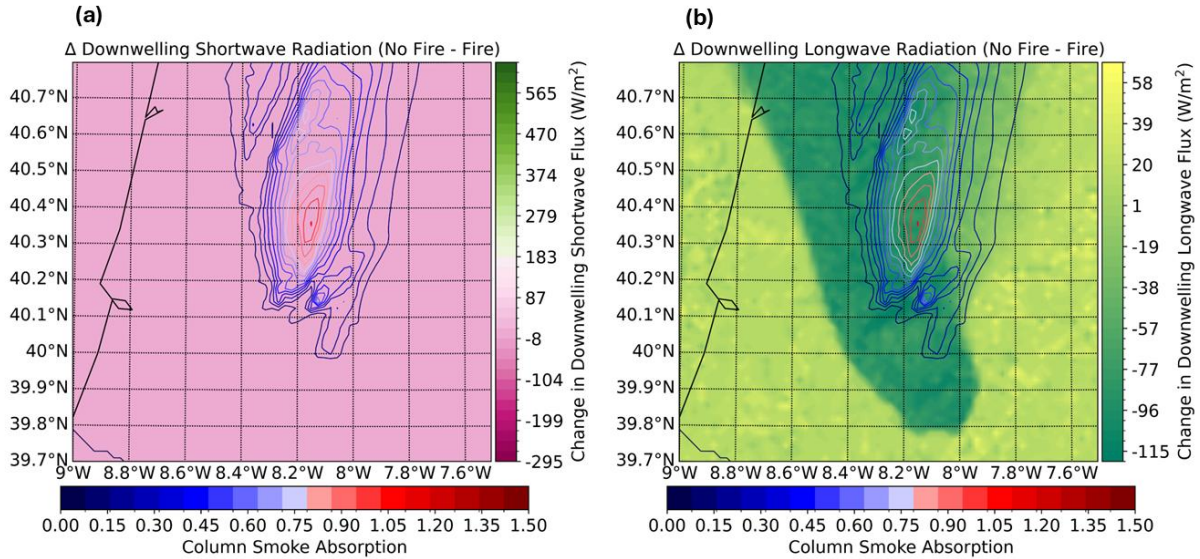 (a)
Δ Downwelling Shortwave Radiation (No Fire - Fire)
40.7°N
40.6°N
40.5°N
40.4°N
40.3°N
40.2°N
40.1°N
40°N
39.9°N
39.8°N
39.7°N
9°W 8.8°W 8.6°W 8.4°W 8.2°W 8°W 7.8°W 7.6°W
565
470
374
279
183
87
-8
-104
-199
-295
Change in Downwelling Shortwave Flux (W/m²)
0.00 0.15 0.30 0.45 0.60 0.75 0.90 1.05 1.20 1.35 1.50
Column Smoke Absorption
(b)
Δ Downwelling Longwave Radiation (No Fire - Fire)
40.7°N
40.6°N
40.5°N
40.4°N
40.3°N
40.2°N
40.1°N
40°N
39.9°N
39.8°N
39.7°N
9°W 8.8°W 8.6°W 8.4°W 8.2°W 8°W 7.8°W 7.6°W
58
39
20
1
-19
-38
-57
-77
-96
-115
Change in Downwelling Longwave Flux (W/m²)
0.00 0.15 0.30 0.45 0.60 0.75 0.90 1.05 1.20 1.35 1.50
Column Smoke Absorption